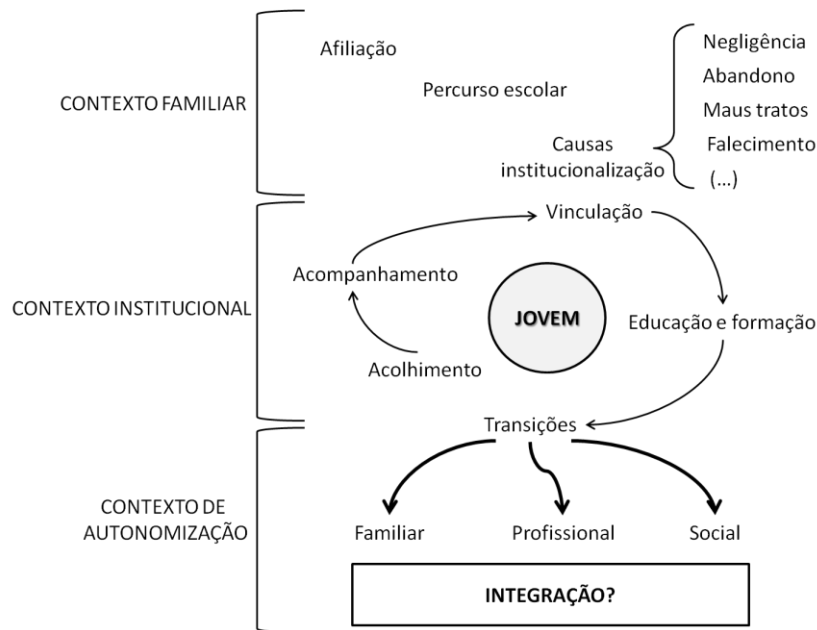 CONTEXTO FAMILIAR
Afiliação
Percurso escolar
Causas
institucionalização
Negligência
Abandono
Maus tratos
Falecimento
(...)
CONTEXTO INSTITUCIONAL
Vinculação
Acompanhamento
JOVEM
Educação e formação
Acolhimento
Transições
CONTEXTO DE
AUTONOMIZAÇÃO
Familiar
Profissional
Social
INTEGRAÇÃO?